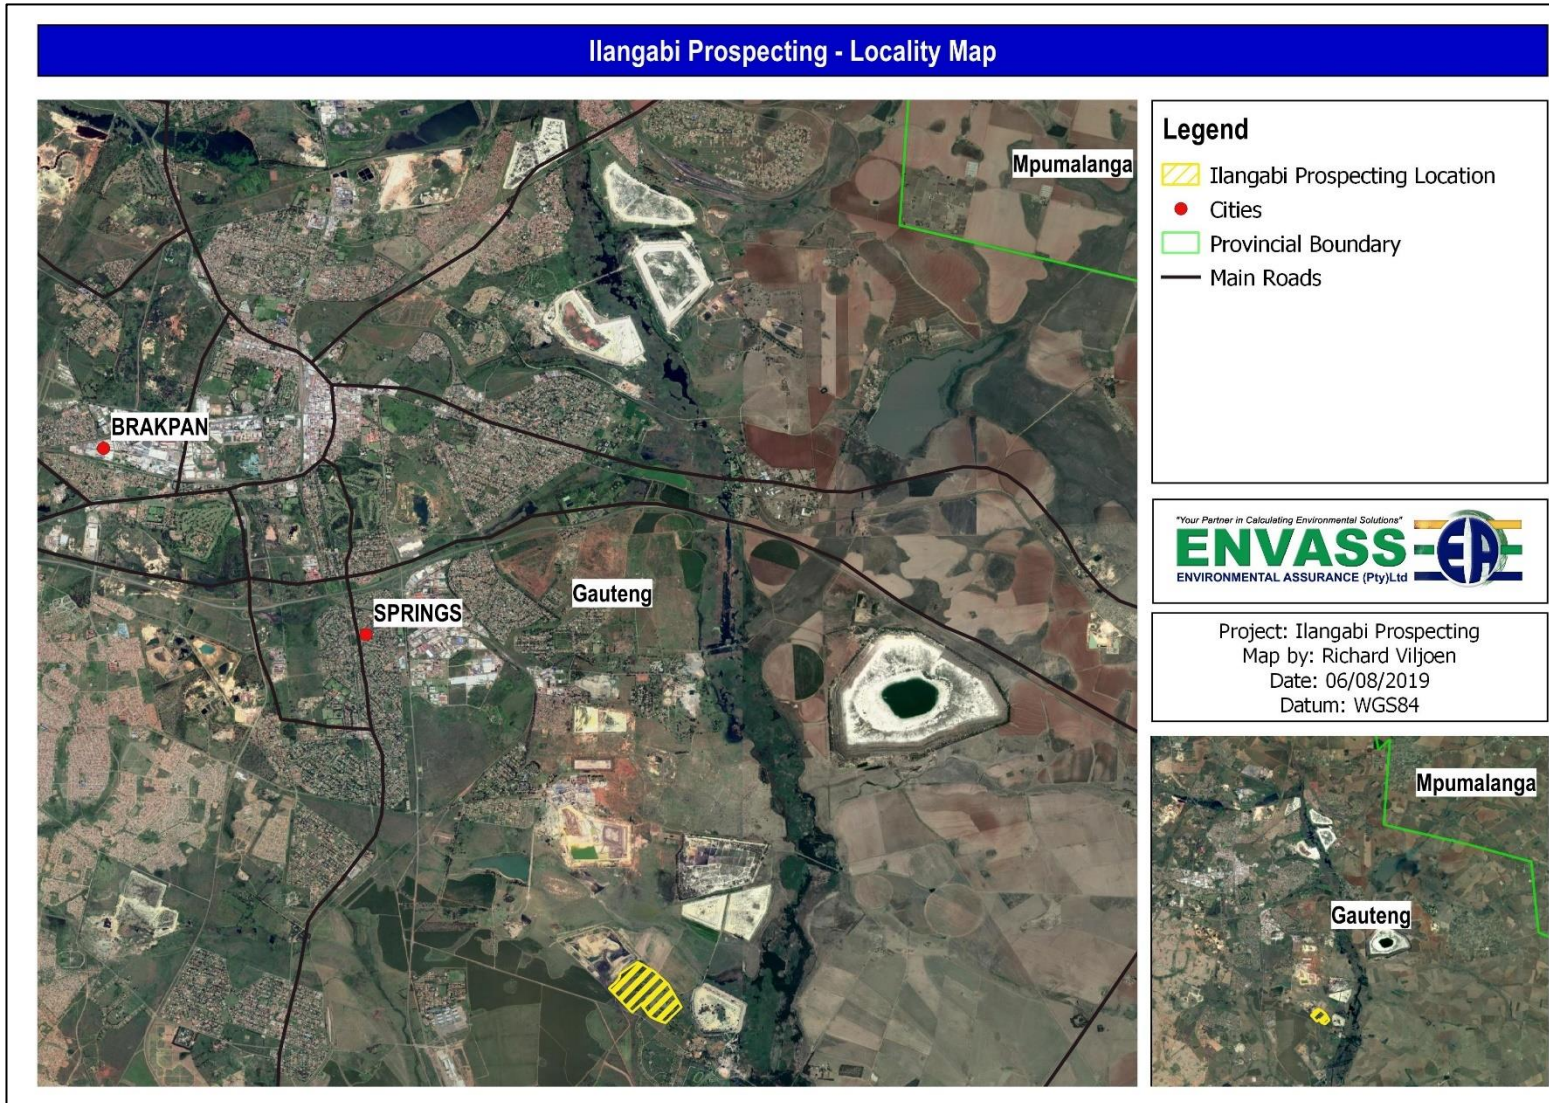 Ilangabi Prospecting - Locality Map
Mpumalanga
BRAKPAN
Gauteng
SPRINGS
Legend
Ilangabi Prospecting Location
Cities
Provincial Boundary
Main Roads
"Your Partner in Calculating Environmental Solutions"
ENVASS EA
ENVIRONMENTAL ASSURANCE (Pty)Ltd
Project: Ilangabi Prospecting
Map by: Richard Viljoen
Date: 06/08/2019
Datum: WGS84
Mpumalanga
Gauteng